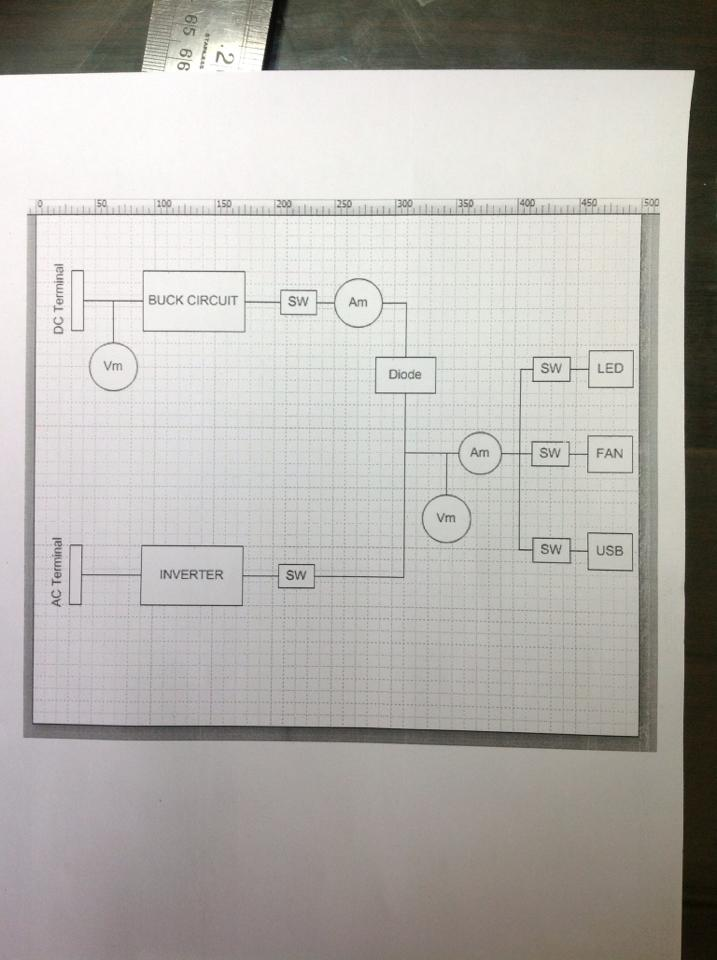 65 66
STAINLESS
.2
0 50 100 150 200 250 300 350 400 450 500
DC Terminal
BUCK CIRCUIT
SW
Am
Vm
Diode
SW
LED
Am
SW
FAN
Vm
SW
USB
AC Terminal
INVERTER
SW